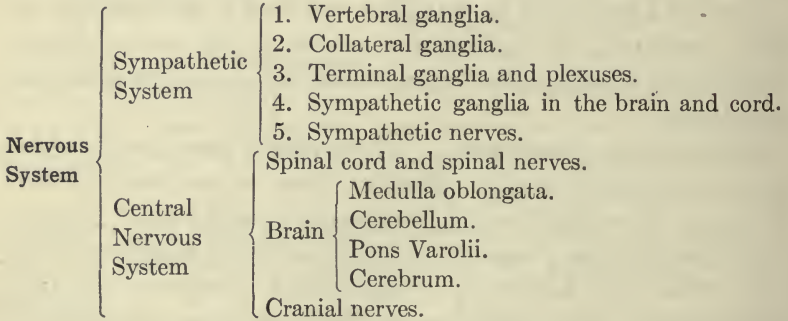 Nervous System
Sympathetic System
1. Vertebral ganglia.
2. Collateral ganglia.
3. Terminal ganglia and plexuses.
4. Sympathetic ganglia in the brain and cord.
5. Sympathetic nerves.
Central Nervous System
Spinal cord and spinal nerves.
Brain
Medulla oblongata.
Cerebellum.
Pons Varolii.
Cerebrum.
Cranial nerves.